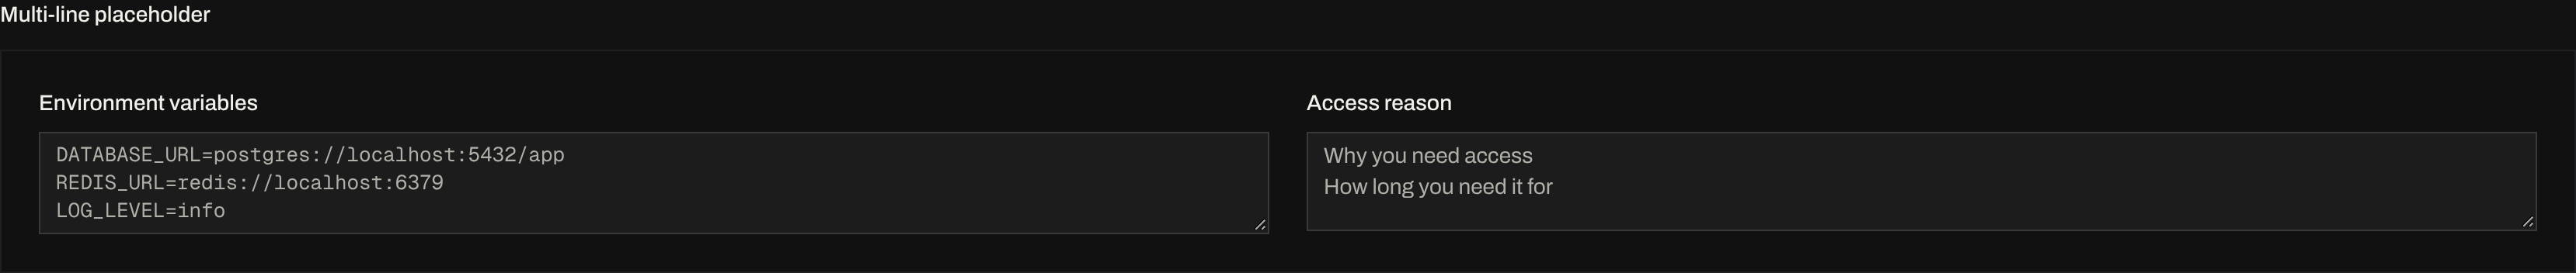 Multi-line placeholder
Environment variables
DATABASE_URL=postgres://localhost:5432/app
REDIS_URL=redis://localhost:6379
LOG_LEVEL=info
Access reason
Why you need access
How long you need it for